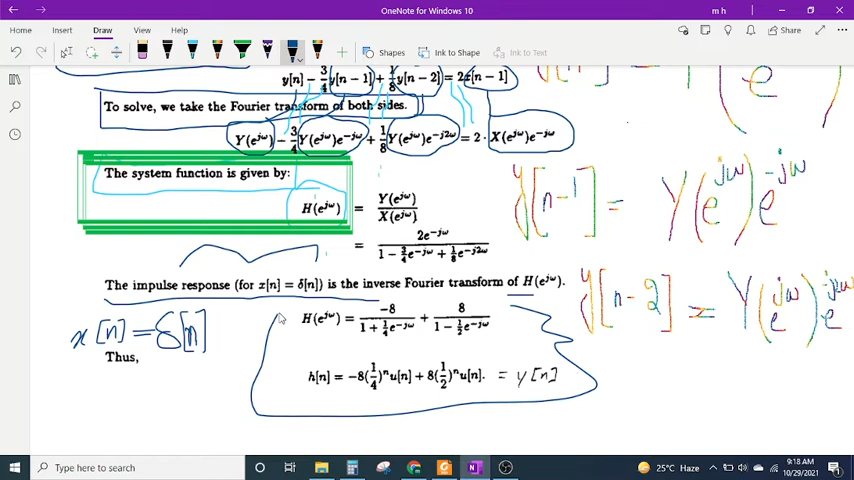 OneNote for Windows 10
m h
Home Insert Draw View Help
Share
Shapes Ink to Shape Ink to Text
y[n] − 3/4 y[n−1] + 1/8 y[n−2] = 2x[n−1]
To solve, we take the Fourier transform of both sides.
Y(e^{jω}) − 3/4 Y(e^{jω})e^{-jω} + 1/8 Y(e^{jω})e^{-j2ω} = 2 · X(e^{jω})e^{-jω}
The system function is given by:
H(e^{jω}) = Y(e^{jω}) / X(e^{jω})
= 2e^{-jω} / (1 − 3/4 e^{-jω} + 1/8 e^{-j2ω})
y[n−1] = Y(e^{jω}) e^{-jω}
The impulse response (for x[n] = δ[n]) is the inverse Fourier transform of H(e^{jω}).
y[n−2] = Y(e^{jω}) e
H(e^{jω}) = −8 / (1 + 1/4 e^{-jω}) + 8 / (1 − 1/2 e^{-jω})
x[n] = δ[n]
Thus,
h[n] = −8(1/4)^n u[n] + 8(1/2)^n u[n]. = y[n]
Type here to search
25°C Haze
9:18 AM
10/29/2021